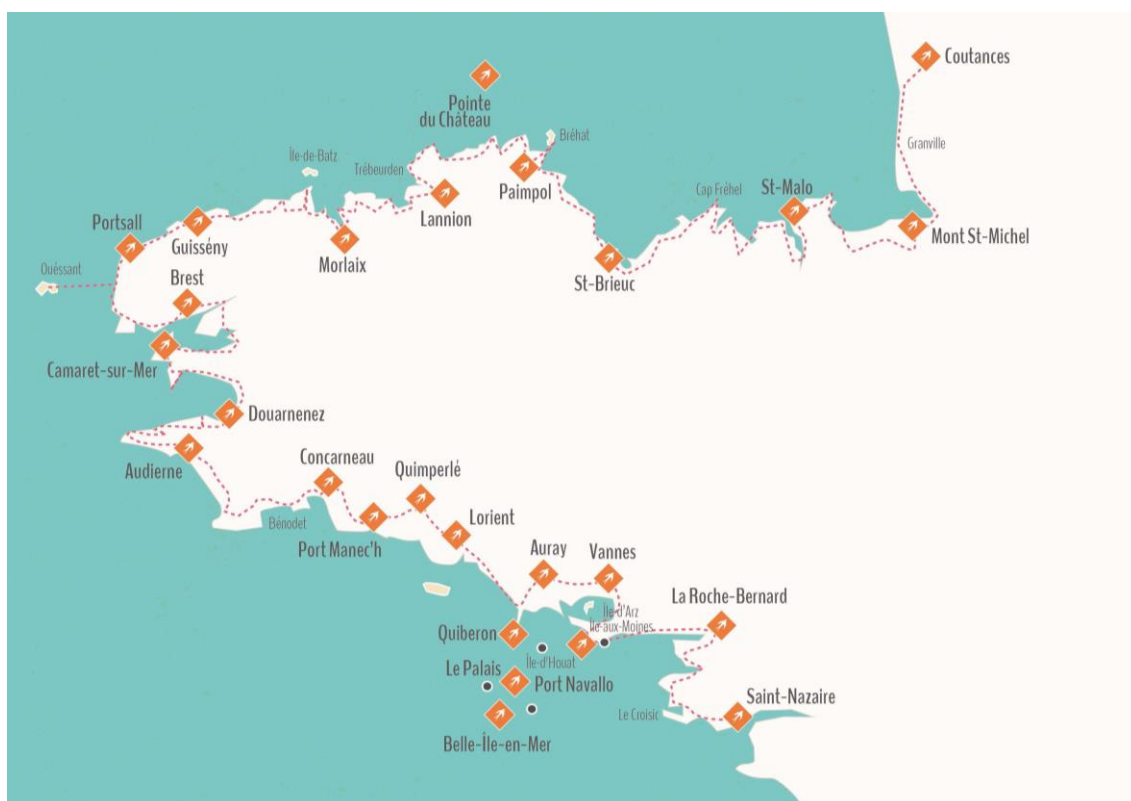 Coutances
Pointe
du Château
Bréhat
Granville
Île-de-Batz
Trébeurden
Paimpol
Cap Fréhel
St-Malo
Lannion
Portsall
Guissény
Mont St-Michel
Morlaix
St-Brieuc
Ouéssant
Brest
Camaret-sur-Mer
Douarnenez
Audierne
Concarneau
Quimperlé
Bénodet
Lorient
Port Manec'h
Auray
Vannes
La Roche-Bernard
Île-d'Arz
Île-aux-Moines
Quiberon
Île-d'Houat
Le Palais
Port Navallo
Saint-Nazaire
Le Croisic
Belle-Île-en-Mer